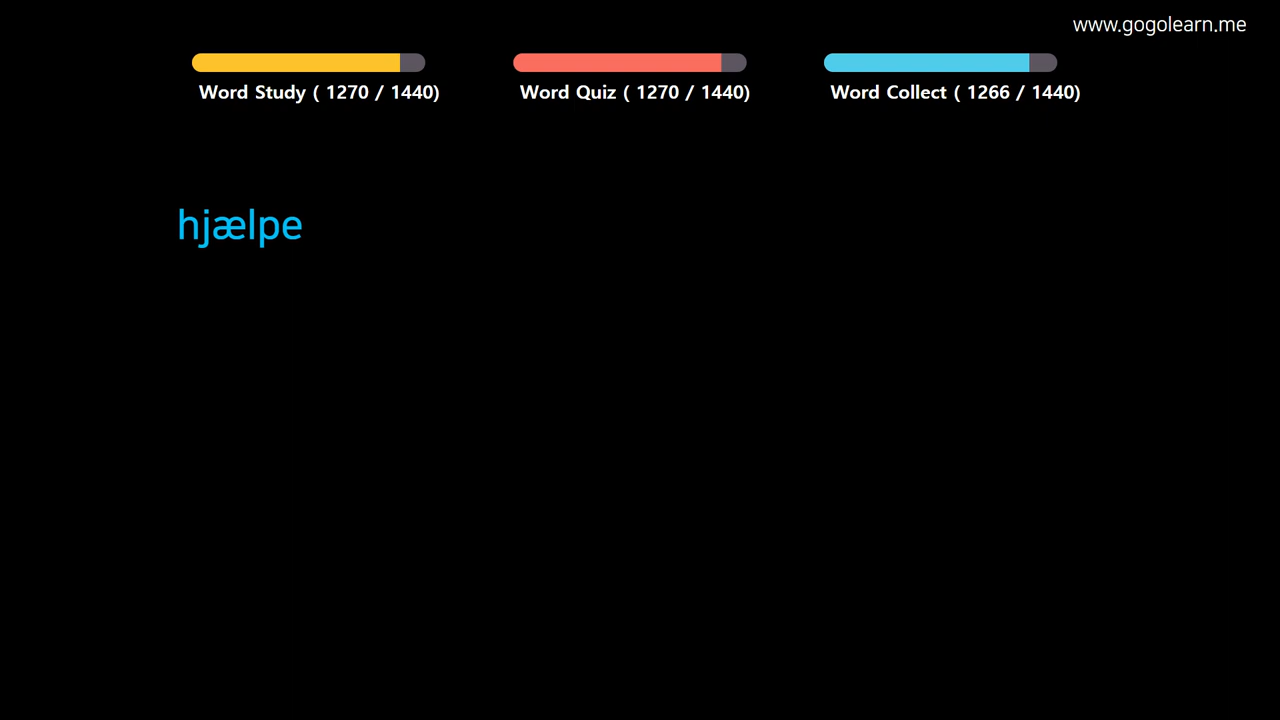 www.gogolearn.me
Word Study ( 1270 / 1440)
Word Quiz ( 1270 / 1440)
Word Collect ( 1266 / 1440)
hjælpe